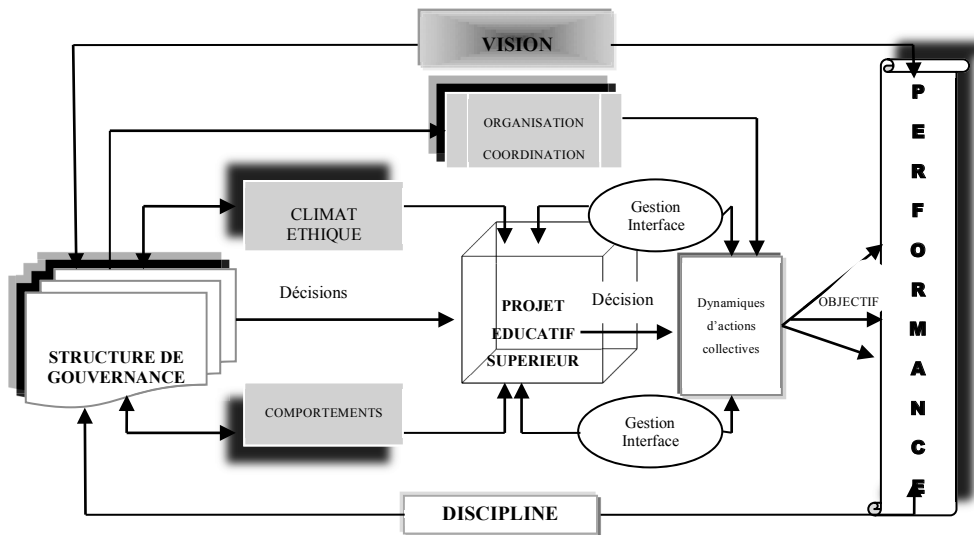 VISION
ORGANISATION
COORDINATION
CLIMAT
ETHIQUE
Gestion
Interface
Décisions
PROJET
EDUCATIF
SUPERIEUR
Décision
Dynamiques
d'actions
collectives
OBJECTIF
STRUCTURE DE
GOUVERNANCE
COMPORTEMENTS
Gestion
Interface
DISCIPLINE
P
E
R
F
O
R
M
A
N
C
E